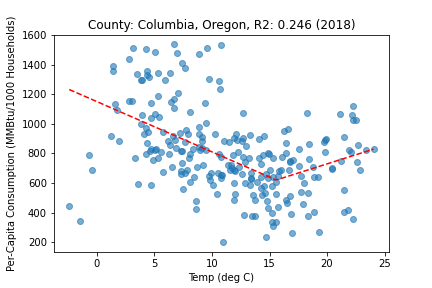 County: Columbia, Oregon, R2: 0.246 (2018)
Per-Capita Consumption (MMBtu/1000 Households)
1600
1400
1200
1000
800
600
400
200
0 5 10 15 20 25
Temp (deg C)